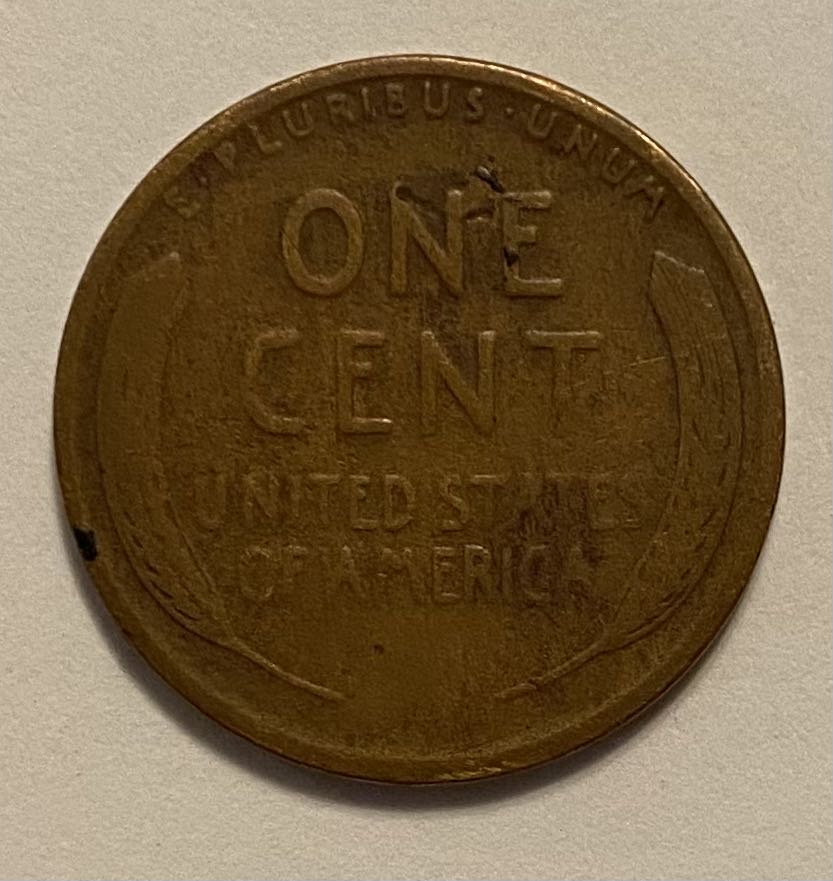 E · PLURIBUS · UNUM
ONE
CENT
UNITED STATES
OF AMERICA